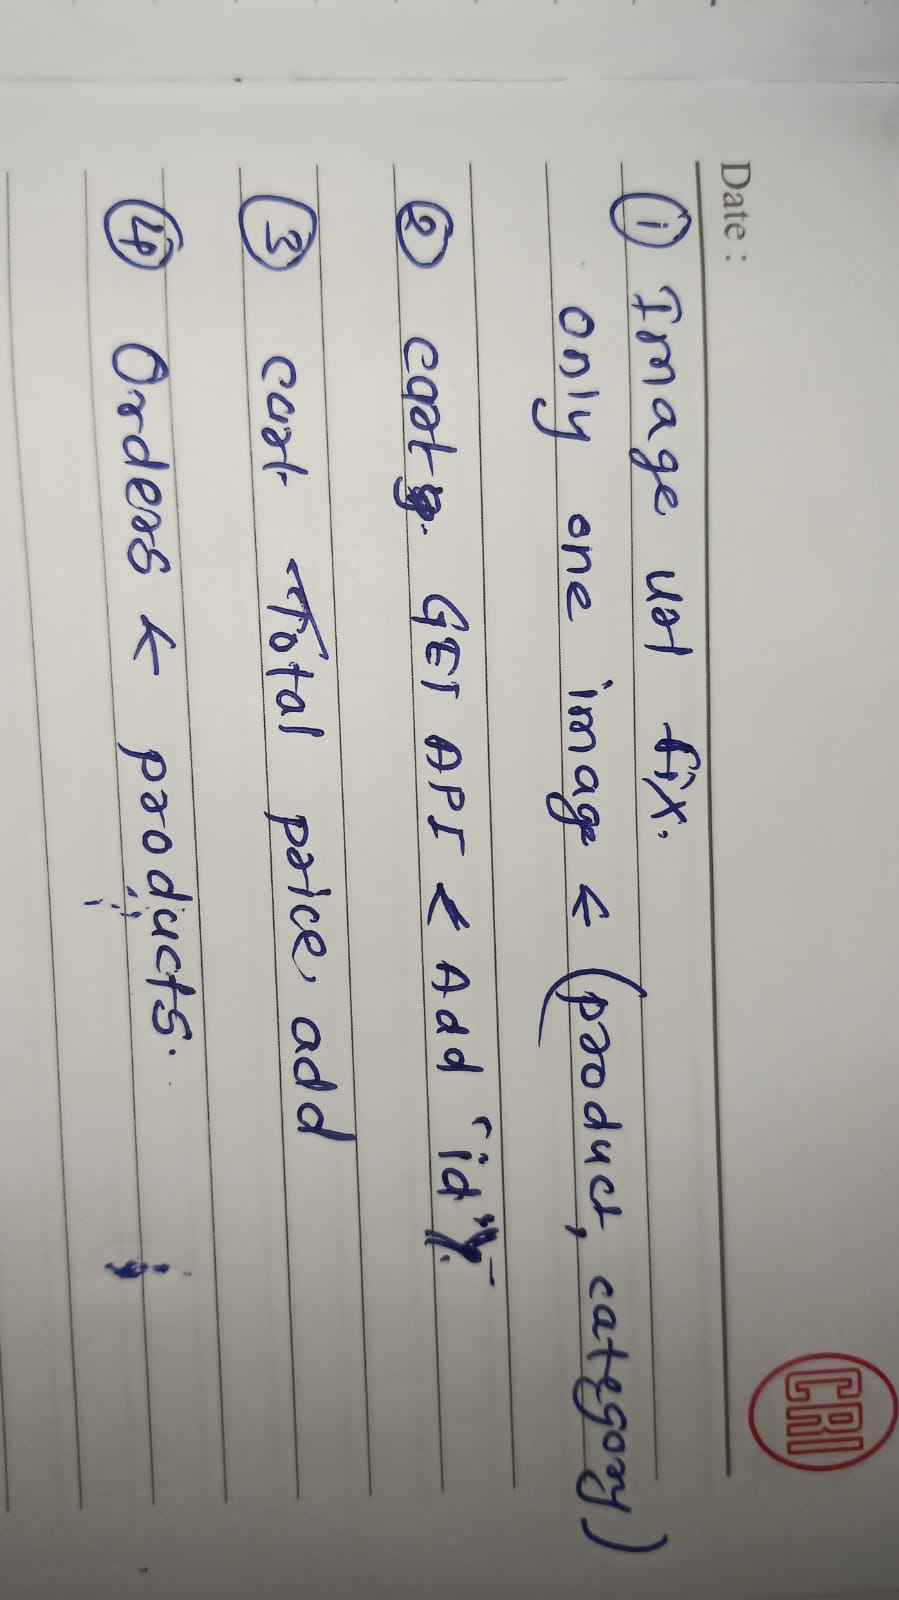 Date :
CRI
① Image url fix.
only one image ← (product, category)
② cart. GET API ← Add "id"
③ cart Total price, add
④ Orders ← products.